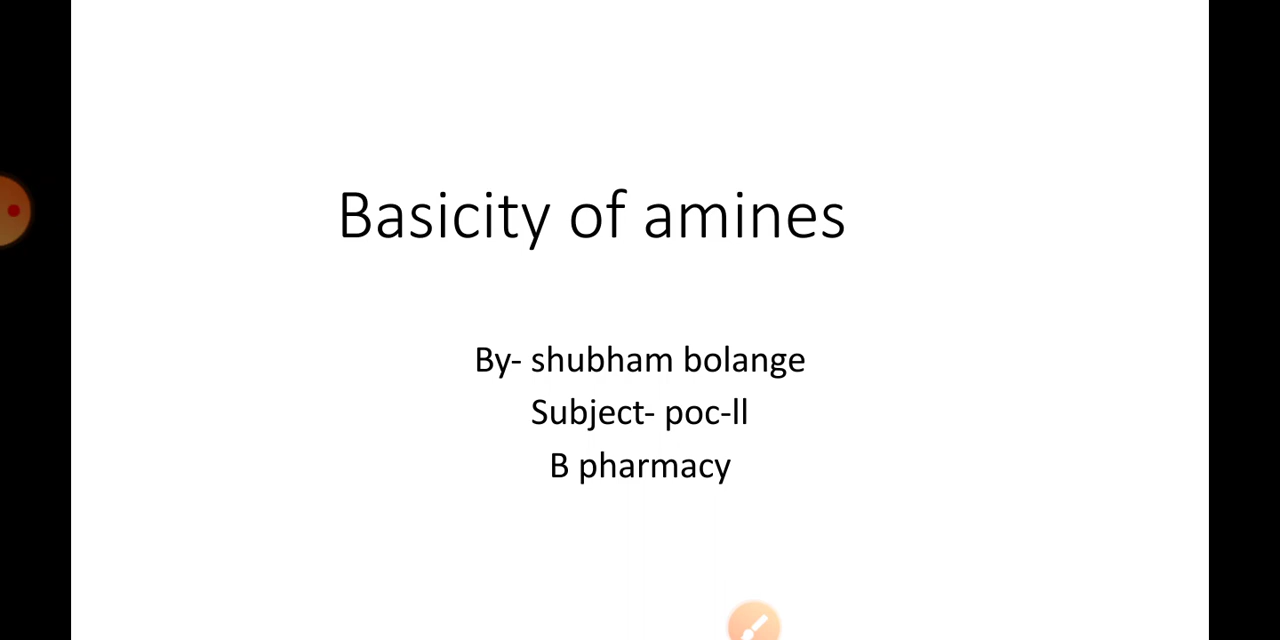 Basicity of amines
By- shubham bolange
Subject- poc-ll
B pharmacy